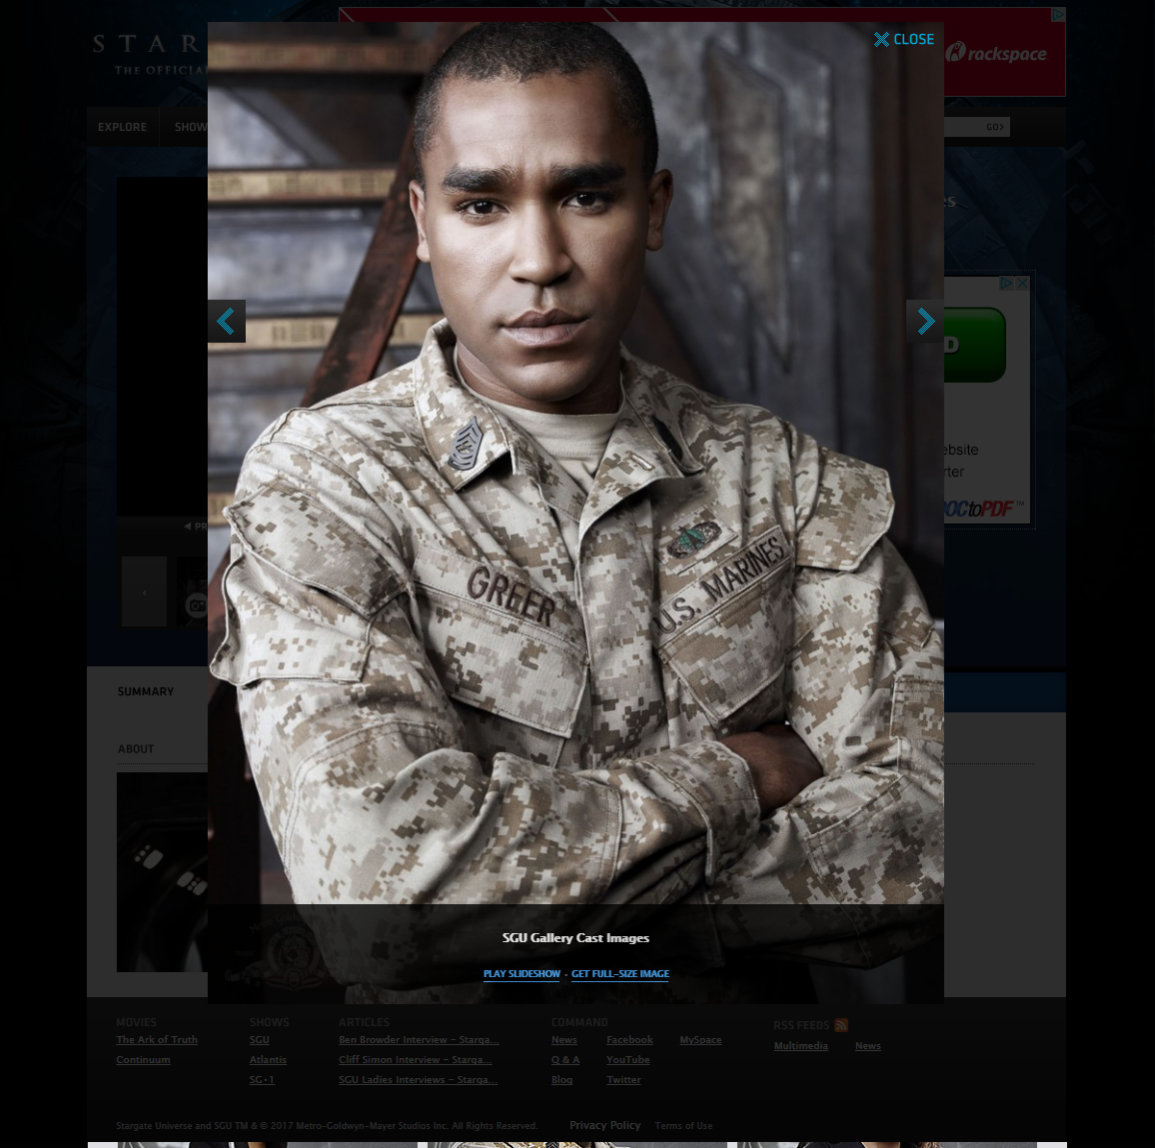 STAR
THE OFFICIA
CLOSE
rackspace
EXPLORE
SHOW
GO>
es
D
ebsite
rter
DOCtoPDF™
GREER
U.S. MARINES
PR
SUMMARY
ABOUT
SGU Gallery Cast Images
PLAY SLIDESHOW - GET FULL-SIZE IMAGE
MOVIES
The Ark of Truth
Continuum
SHOWS
SGU
Atlantis
SG•1
ARTICLES
Ben Browder Interview - Starga...
Cliff Simon Interview - Starga...
SGU Ladies Interviews - Starga...
COMMAND
News Facebook MySpace
Q & A YouTube
Blog Twitter
RSS FEEDS
Multimedia News
Stargate Universe and SGU TM & © 2017 Metro-Goldwyn-Mayer Studios Inc. All Rights Reserved. Privacy Policy Terms of Use